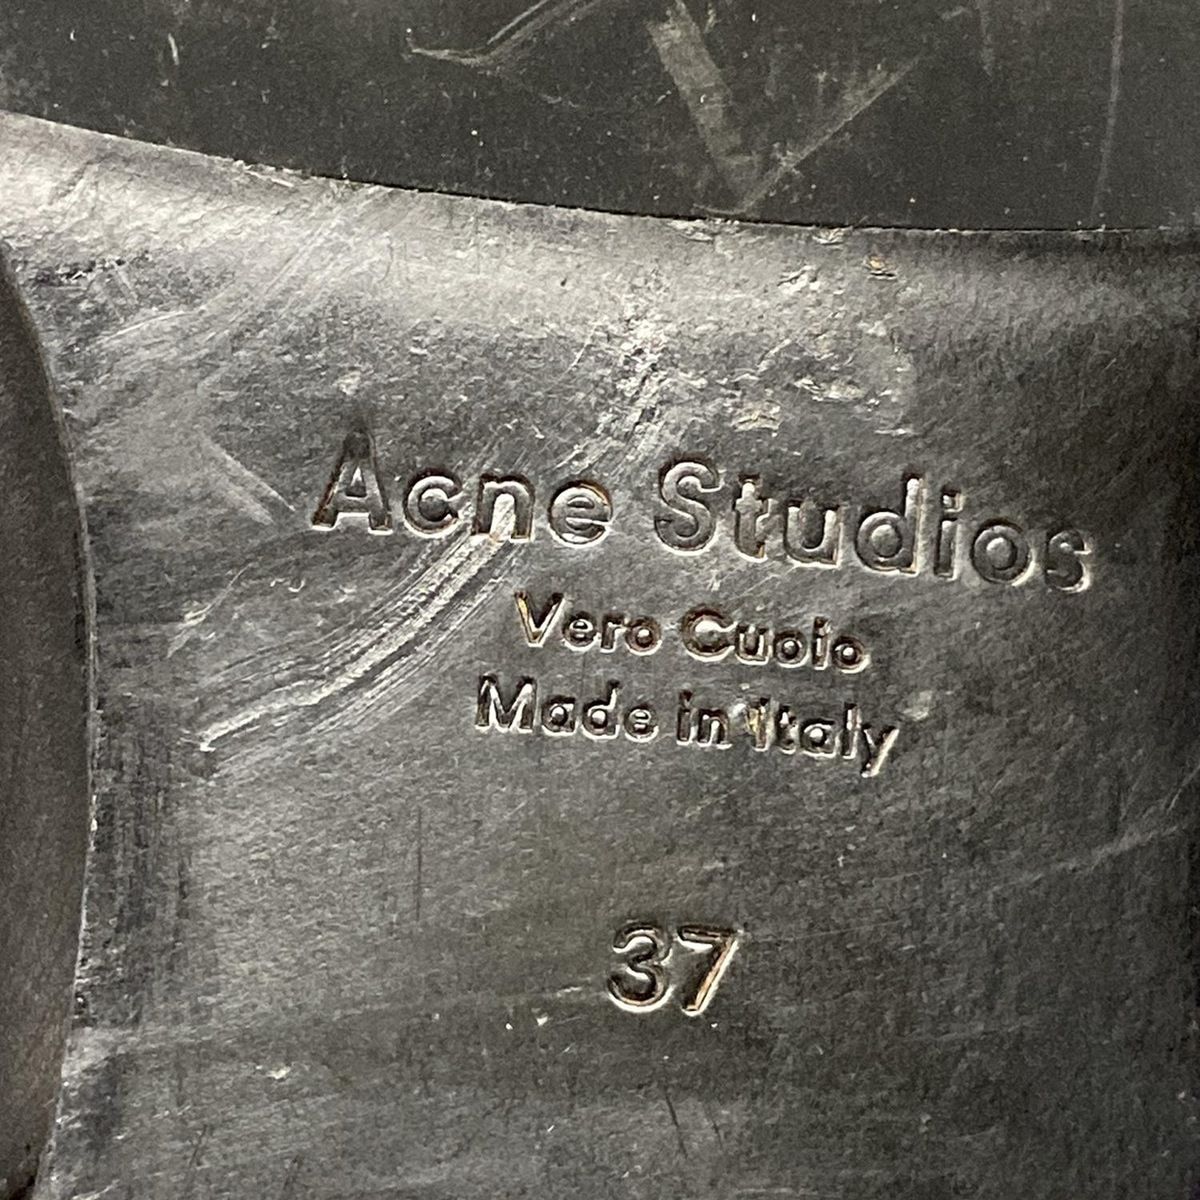 Acne Studios
Vero Cuoio
Made in Italy
37